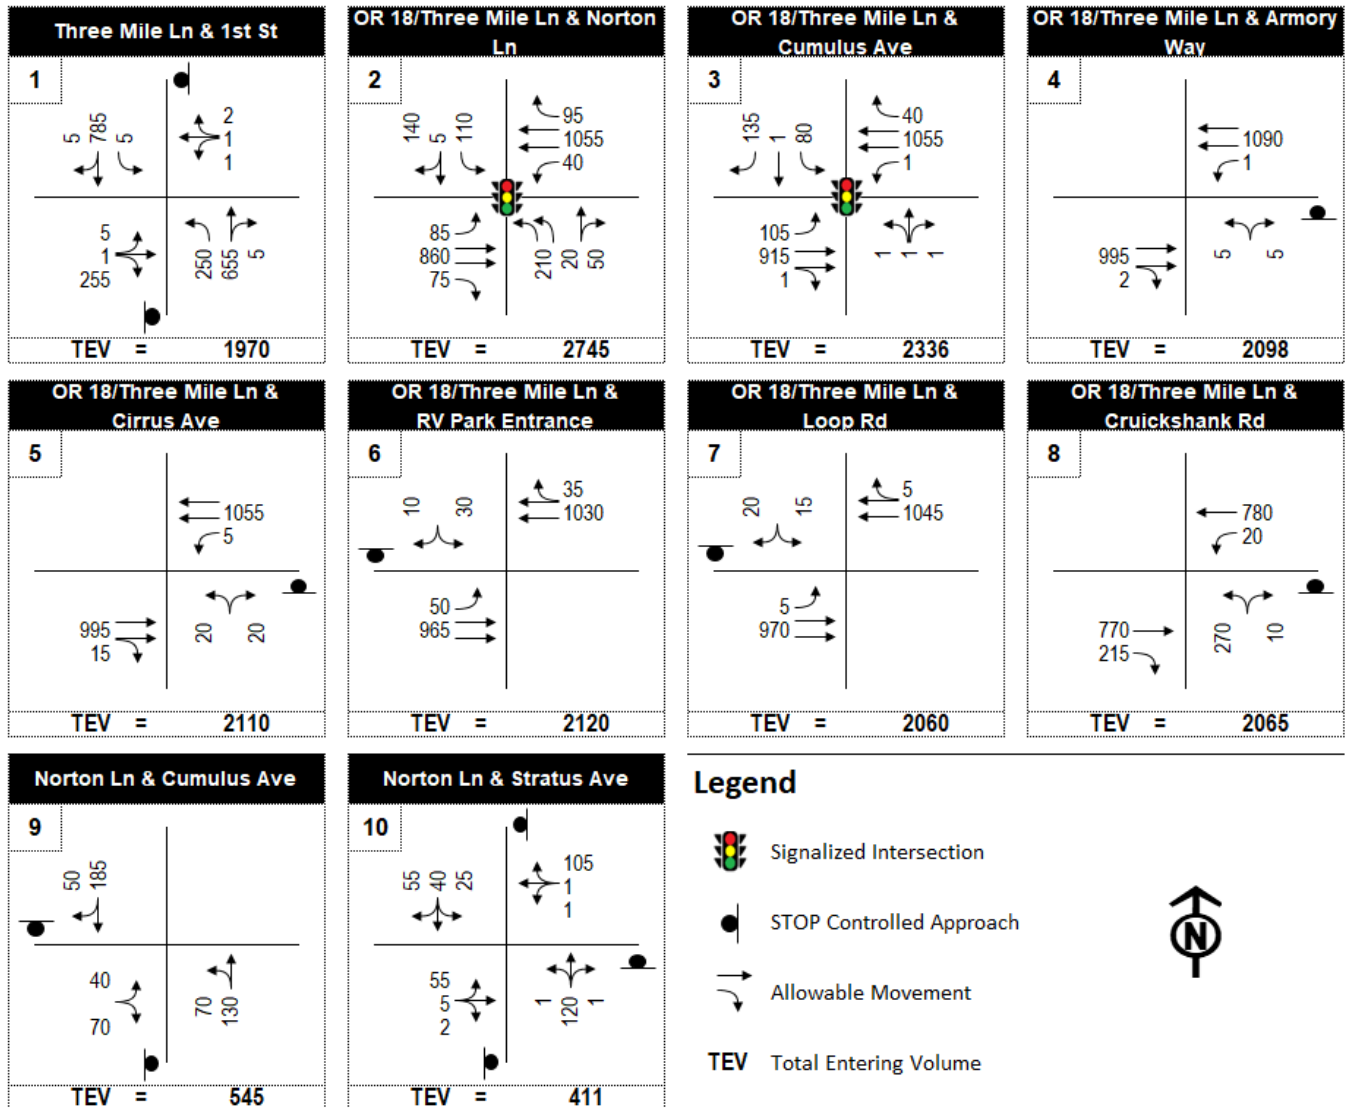 Three Mile Ln & 1st St
1
5 785 5
2
1
1
5
1
255
250 655 5
TEV = 1970
OR 18/Three Mile Ln & Norton
Ln
2
140 5 110
95
1055
40
85
860
75
210 20 50
TEV = 2745
OR 18/Three Mile Ln &
Cumulus Ave
3
135 1 80
40
1055
1
105
915
1
1 1 1
TEV = 2336
OR 18/Three Mile Ln & Armory
Way
4
1090
1
995
2
5 5
TEV = 2098
OR 18/Three Mile Ln &
Cirrus Ave
5
1055
5
995
15
20 20
TEV = 2110
OR 18/Three Mile Ln &
RV Park Entrance
6
10 30
35
1030
50
965
TEV = 2120
OR 18/Three Mile Ln &
Loop Rd
7
20 15
5
1045
5
970
TEV = 2060
OR 18/Three Mile Ln &
Cruickshank Rd
8
780
20
770
215
270 10
TEV = 2065
Norton Ln & Cumulus Ave
9
50 185
40
70
70 130
TEV = 545
Norton Ln & Stratus Ave
10
55 40 25
105
1
1
55
5
2
1 120 1
TEV = 411
Legend
Signalized Intersection
STOP Controlled Approach
Allowable Movement
TEV Total Entering Volume
N